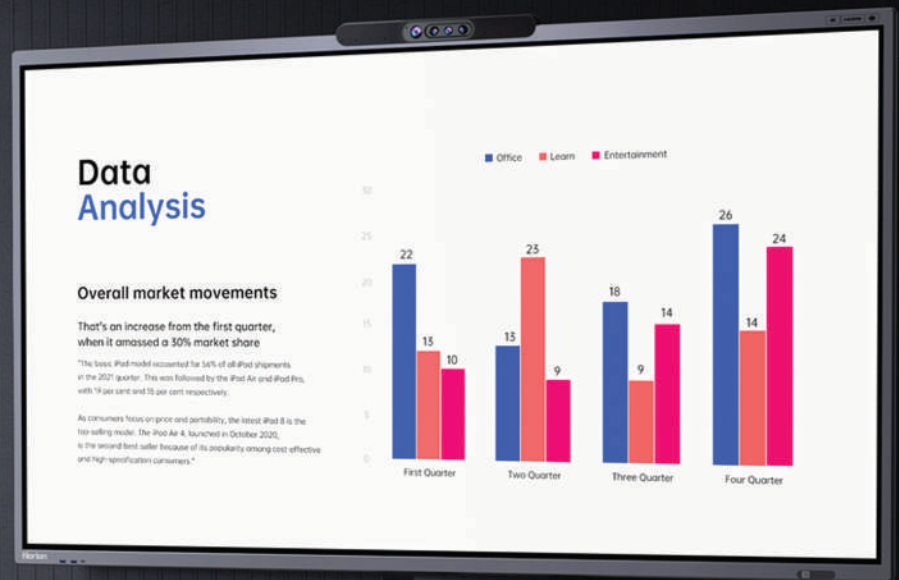 Data
Analysis
Overall market movements
That's an increase from the first quarter,
when it amassed a 30% market share
"The basic iPad model accounted for 56% of all iPad shipments
in the 2021 quarter. This was followed by the iPad Air and iPad Pro,
with 19 per cent and 18 per cent respectively.
As consumers focus on price and portability, the latest iPad 8 is the
top-selling model. The iPad Air 4, launched in October 2020,
is the second best seller because of its popularity among cost effective
and high-specification consumers."
Office Learn Entertainment
30
25
20
15
10
5
0
22 13 10
13 23 9
18 9 14
26 14 24
First Quarter Two Quarter Three Quarter Four Quarter
Horion